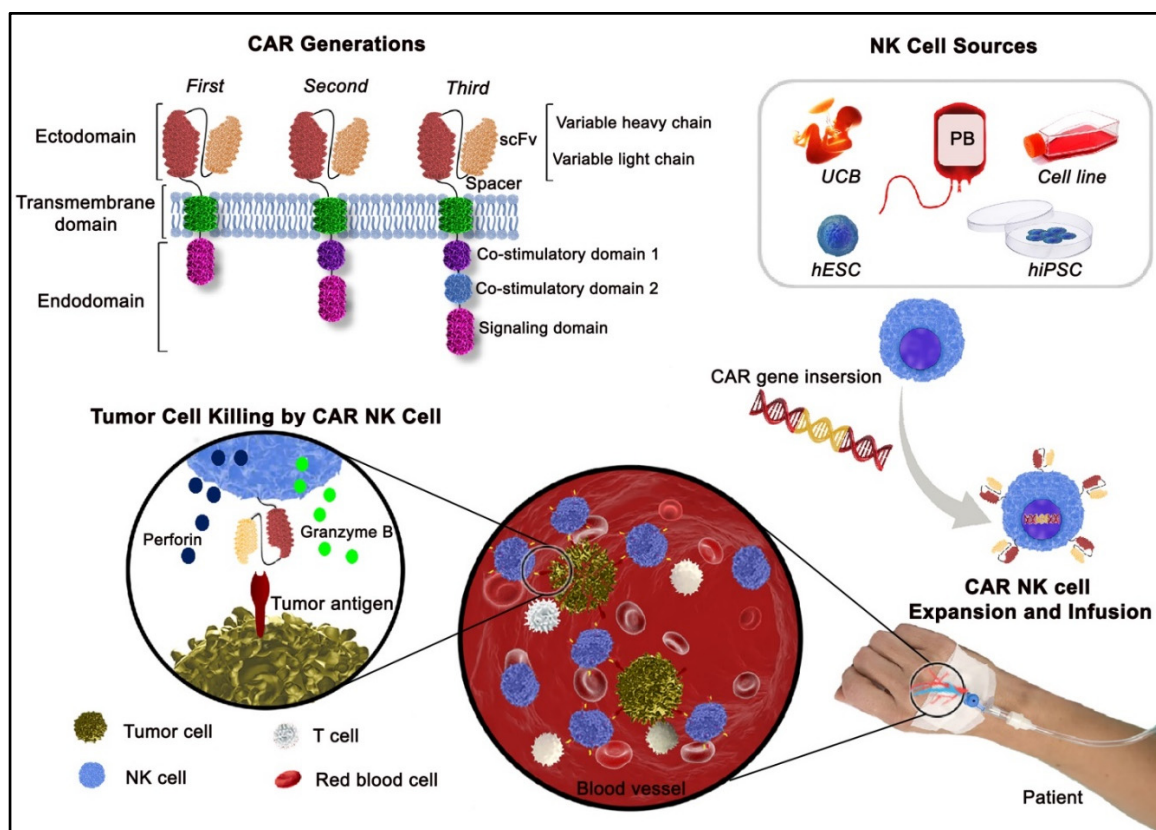 CAR Generations
First
Second
Third
Ectodomain
scFv
Variable heavy chain
Variable light chain
Spacer
Transmembrane
domain
Endodomain
Co-stimulatory domain 1
Co-stimulatory domain 2
Signaling domain
NK Cell Sources
UCB
PB
Cell line
hESC
hiPSC
CAR gene insersion
CAR NK cell
Expansion and Infusion
Tumor Cell Killing by CAR NK Cell
Perforin
Granzyme B
Tumor antigen
Tumor cell
T cell
NK cell
Red blood cell
Blood vessel
Patient